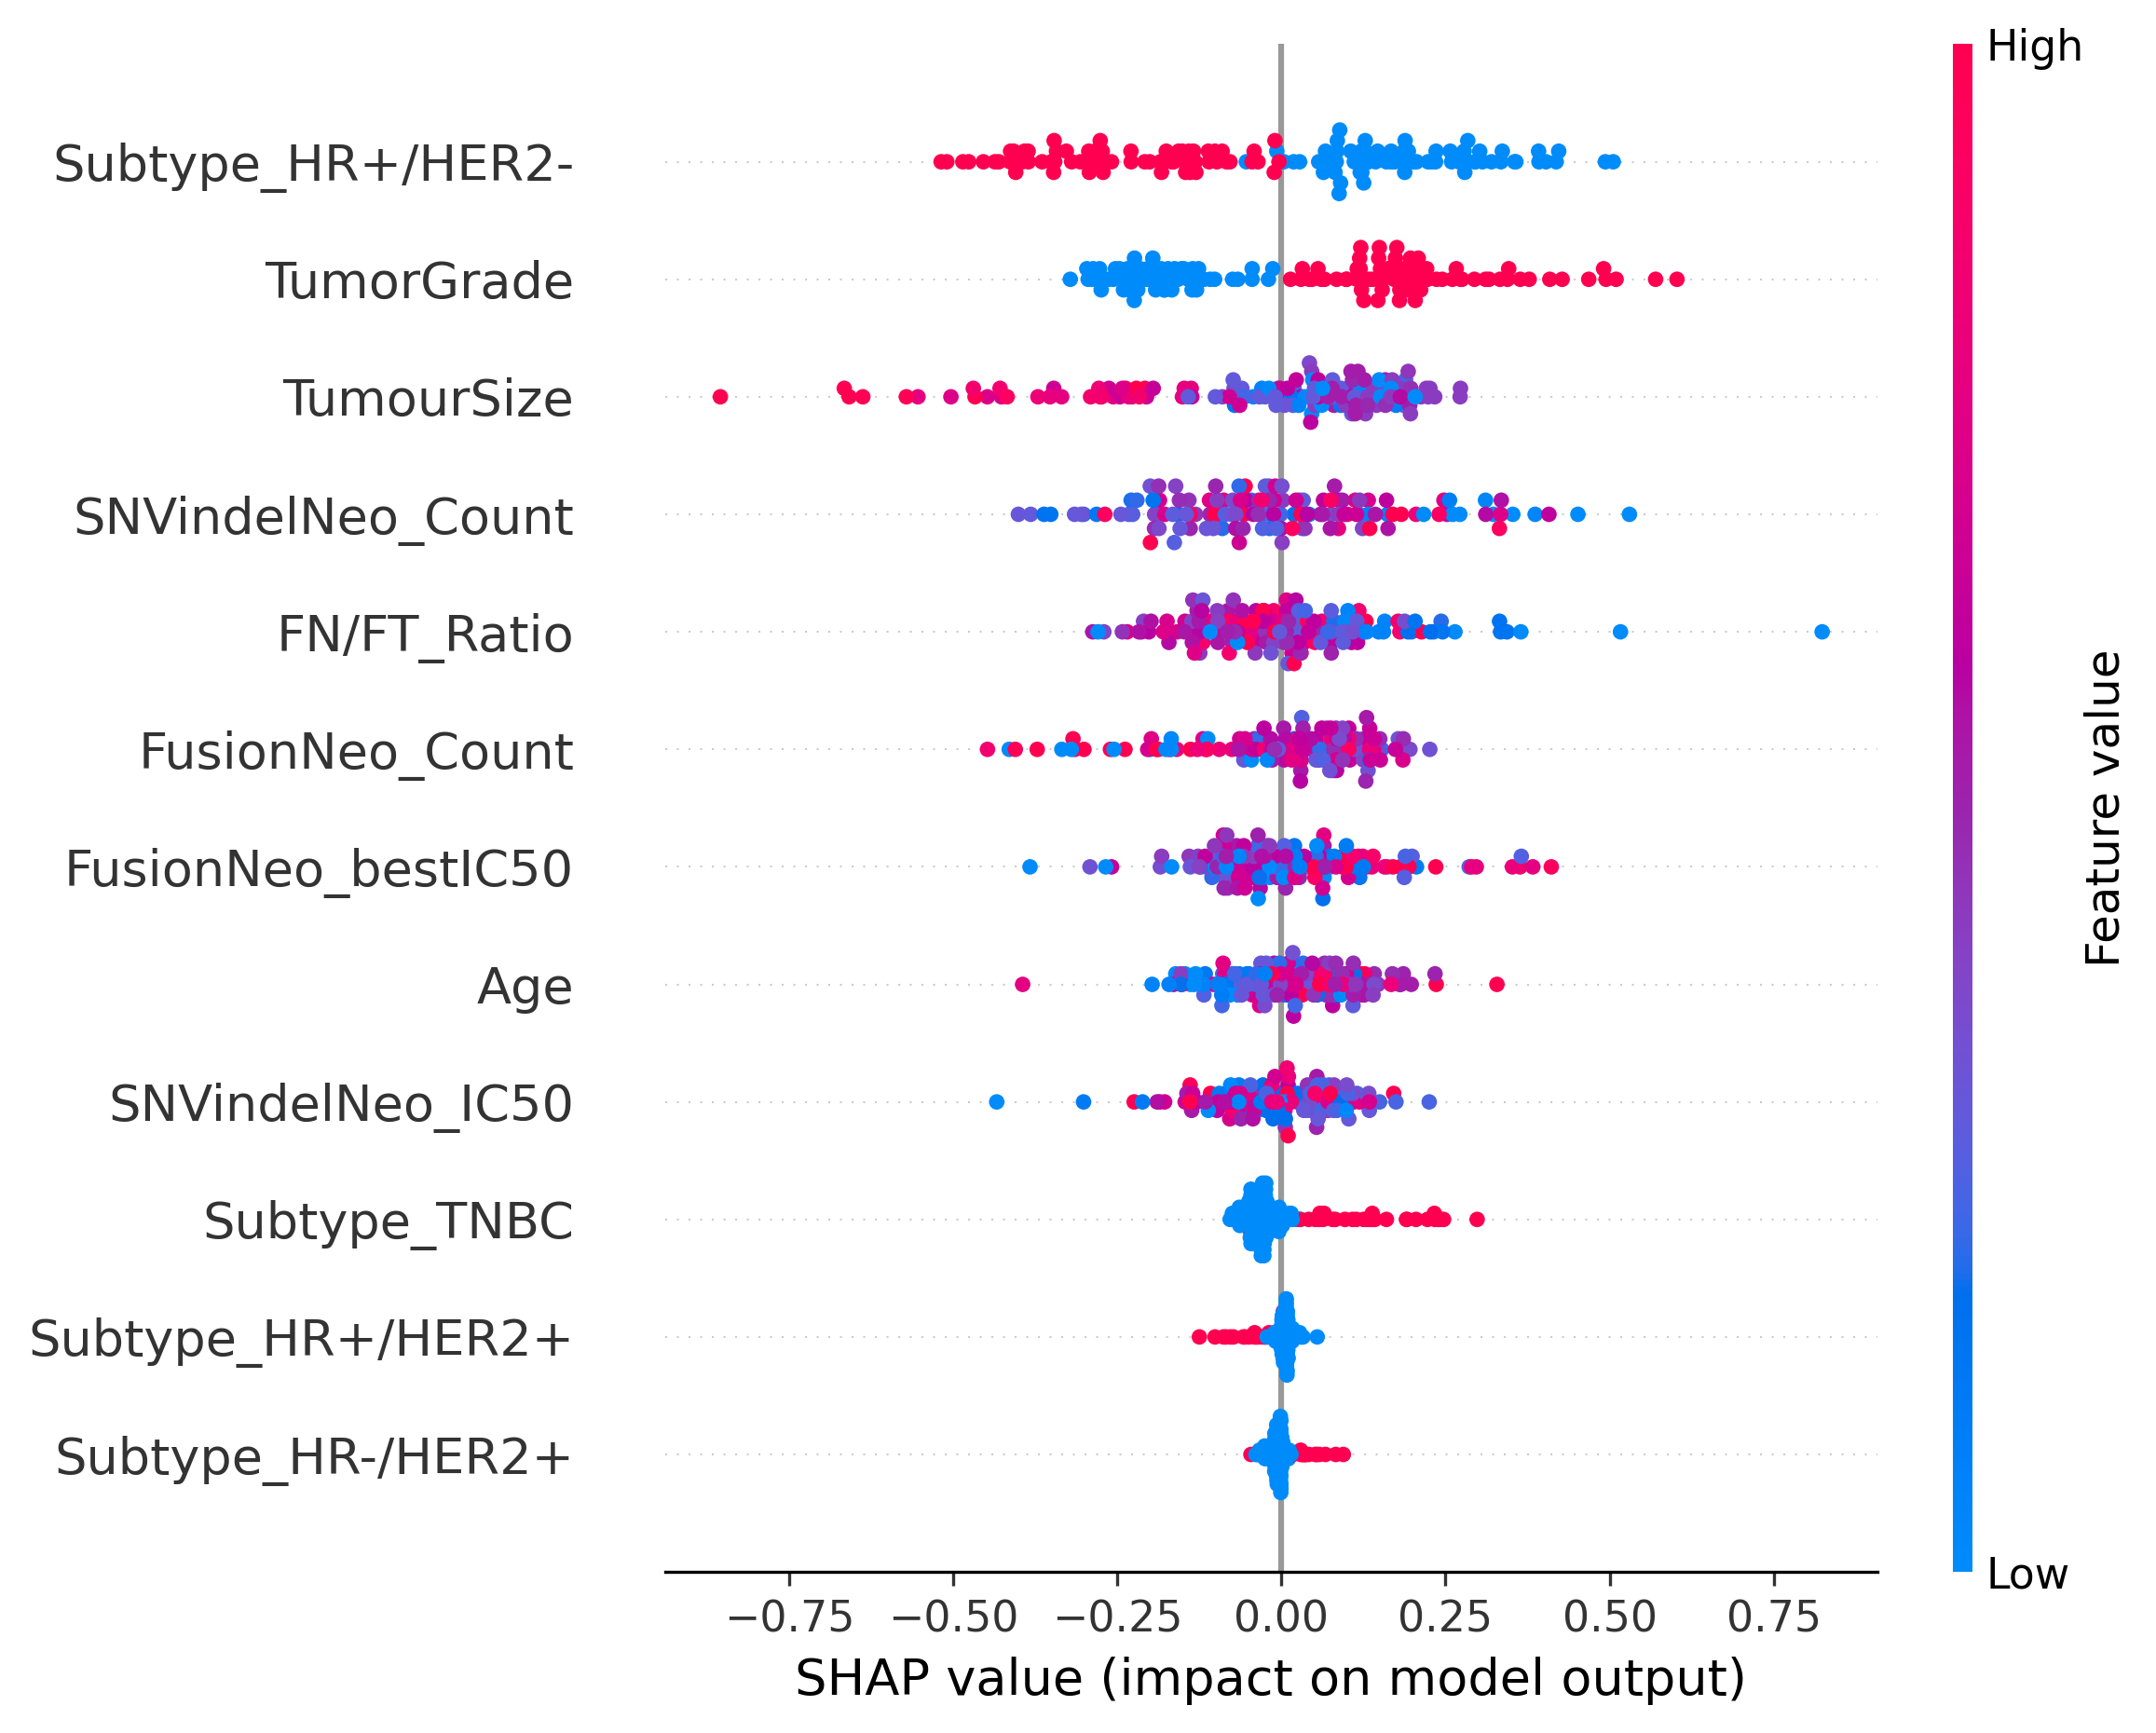 High
Subtype_HR+/HER2-
TumorGrade
TumourSize
SNVindelNeo_Count
FN/FT_Ratio
FusionNeo_Count
FusionNeo_bestIC50
Age
SNVindelNeo_IC50
Subtype_TNBC
Subtype_HR+/HER2+
Subtype_HR-/HER2+
Feature value
Low
−0.75 −0.50 −0.25 0.00 0.25 0.50 0.75
SHAP value (impact on model output)